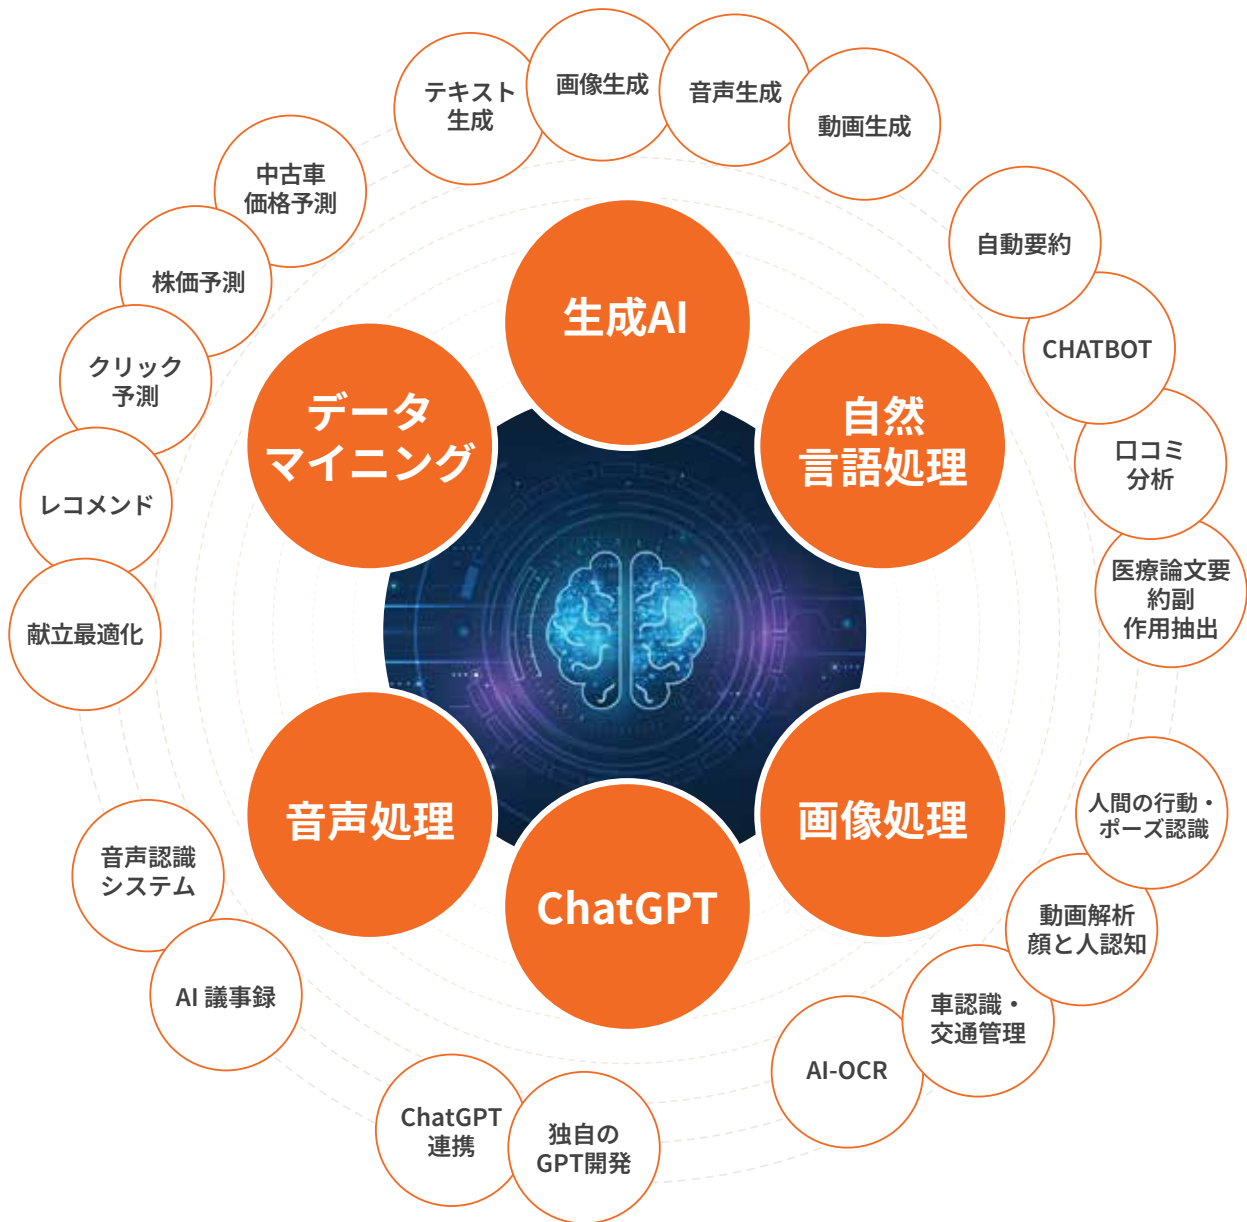 テキスト
生成
画像生成
音声生成
動画生成
中古車
価格予測
株価予測
クリック
予測
レコメンド
献立最適化
自動要約
CHATBOT
口コミ
分析
医療論文要
約副
作用抽出
生成AI
データ
マイニング
自然
言語処理
音声処理
画像処理
ChatGPT
音声認識
システム
AI 議事録
ChatGPT
連携
独自の
GPT開発
人間の行動・
ポーズ認識
動画解析
顔と人認知
車認識・
交通管理
AI-OCR